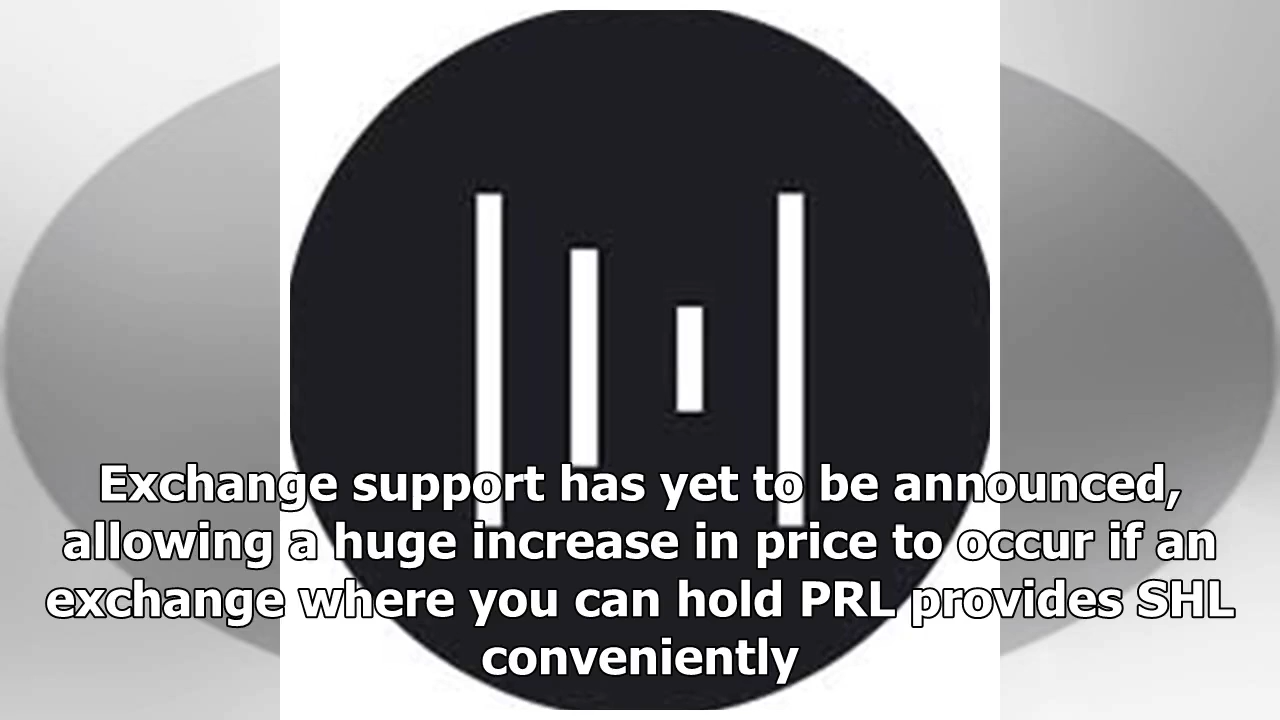 Exchange support has yet to be announced,
allowing a huge increase in price to occur if an
exchange where you can hold PRL provides SHL
conveniently